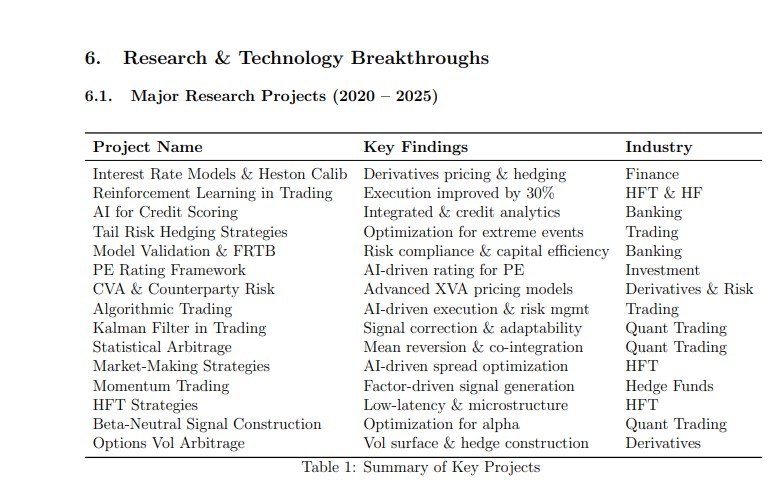 6. Research & Technology Breakthroughs
6.1. Major Research Projects (2020 – 2025)
Project Name Key Findings Industry
Interest Rate Models & Heston Calib Derivatives pricing & hedging Finance
Reinforcement Learning in Trading Execution improved by 30% HFT & HF
AI for Credit Scoring Integrated & credit analytics Banking
Tail Risk Hedging Strategies Optimization for extreme events Trading
Model Validation & FRTB Risk compliance & capital efficiency Banking
PE Rating Framework AI-driven rating for PE Investment
CVA & Counterparty Risk Advanced XVA pricing models Derivatives & Risk
Algorithmic Trading AI-driven execution & risk mgmt Trading
Kalman Filter in Trading Signal correction & adaptability Quant Trading
Statistical Arbitrage Mean reversion & co-integration Quant Trading
Market-Making Strategies AI-driven spread optimization HFT
Momentum Trading Factor-driven signal generation Hedge Funds
HFT Strategies Low-latency & microstructure HFT
Beta-Neutral Signal Construction Optimization for alpha Quant Trading
Options Vol Arbitrage Vol surface & hedge construction Derivatives
Table 1: Summary of Key Projects